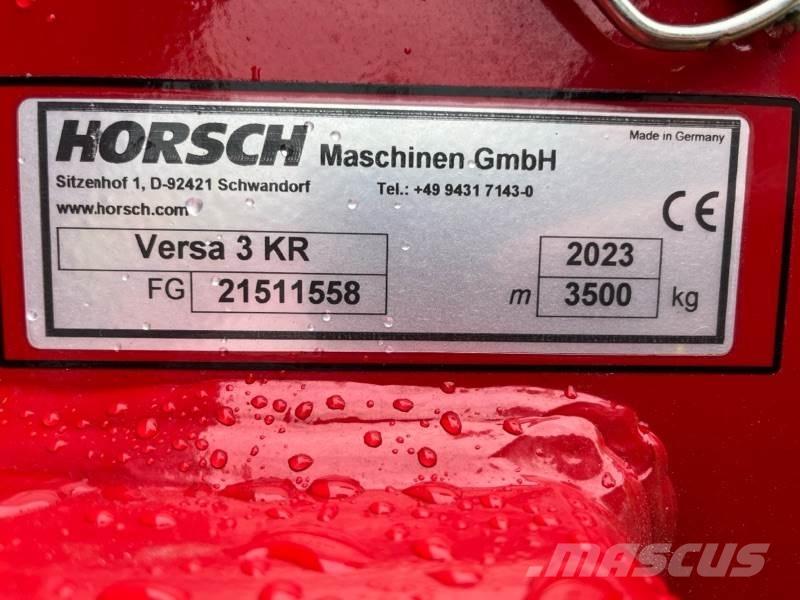 HORSCH Maschinen GmbH
Made in Germany
Sitzenhof 1, D-92421 Schwandorf Tel.: +49 9431 7143-0
www.horsch.com
CE
Versa 3 KR 2023
FG 21511558 m 3500 kg
MASCUS